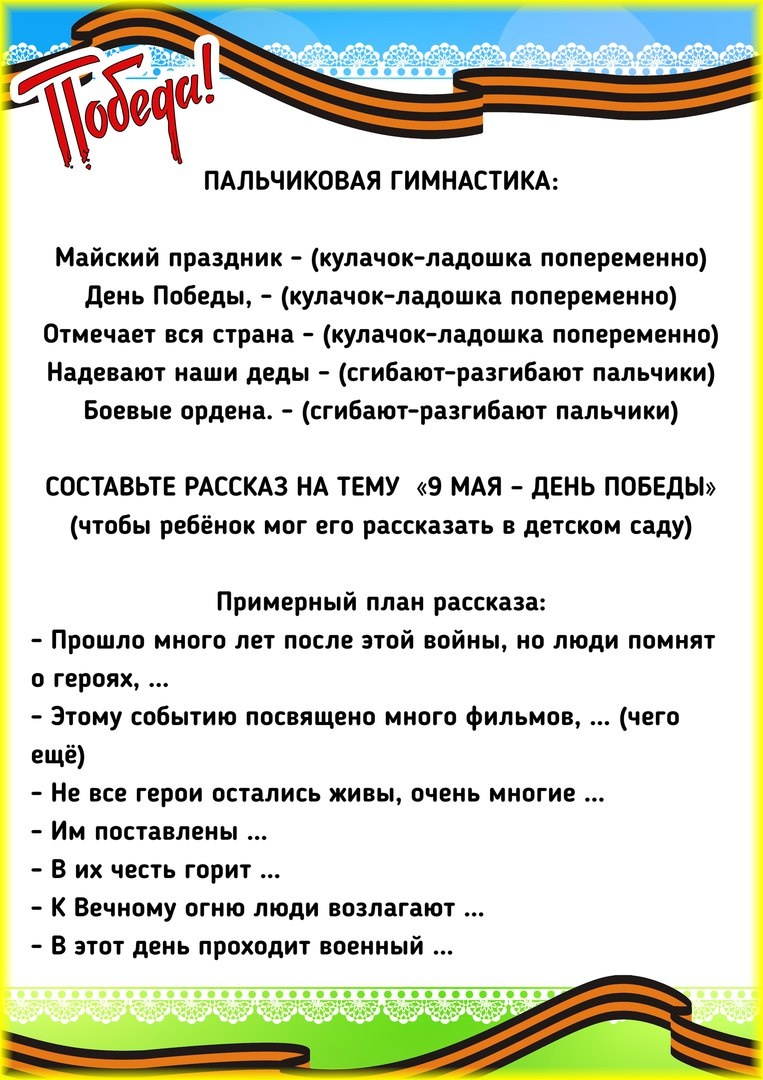 Победа!
ПАЛЬЧИКОВАЯ ГИМНАСТИКА:
Майский праздник – (кулачок-ладошка попеременно)
День Победы, – (кулачок-ладошка попеременно)
Отмечает вся страна – (кулачок-ладошка попеременно)
Надевают наши деды – (сгибают-разгибают пальчики)
Боевые ордена. – (сгибают-разгибают пальчики)
СОСТАВЬТЕ РАССКАЗ НА ТЕМУ «9 МАЯ – ДЕНЬ ПОБЕДЫ»
(чтобы ребёнок мог его рассказать в детском саду)
Примерный план рассказа:
– Прошло много лет после этой войны, но люди помнят
о героях, ...
– Этому событию посвящено много фильмов, ... (чего
ещё)
– Не все герои остались живы, очень многие ...
– Им поставлены ...
– В их честь горит ...
– К Вечному огню люди возлагают ...
– В этот день проходит военный ...